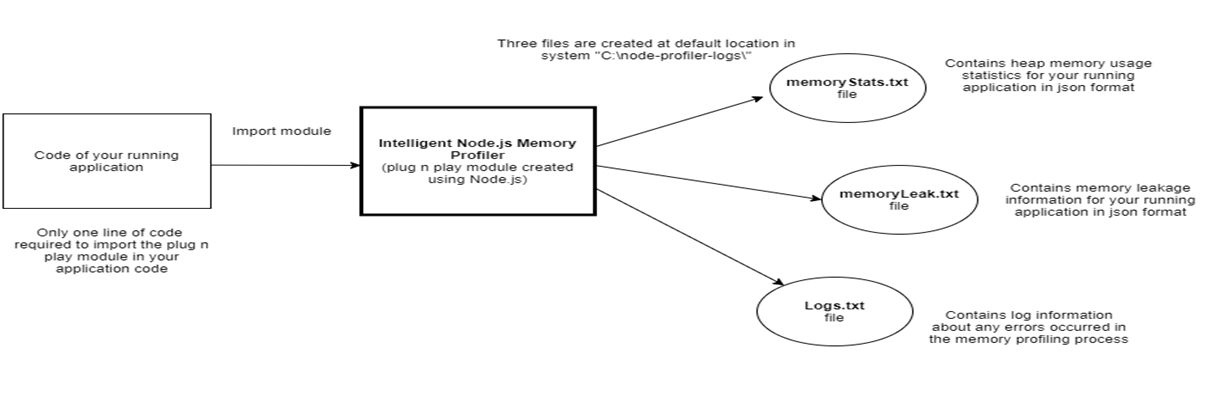 Three files are created at default location in
system "C:\node-profiler-logs\"
memoryStats.txt
file
Contains heap memory usage
statistics for your running
application in json format
Import module
Code of your running
application
Intelligent Node.js Memory
Profiler
(plug n play module created
using Node.js)
memoryLeak.txt
file
Contains memory leakage
information for your running
application in json format
Only one line of code
required to import the plug n
play module in your
application code
Logs.txt
file
Contains log information
about any errors occurred in
the memory profiling process